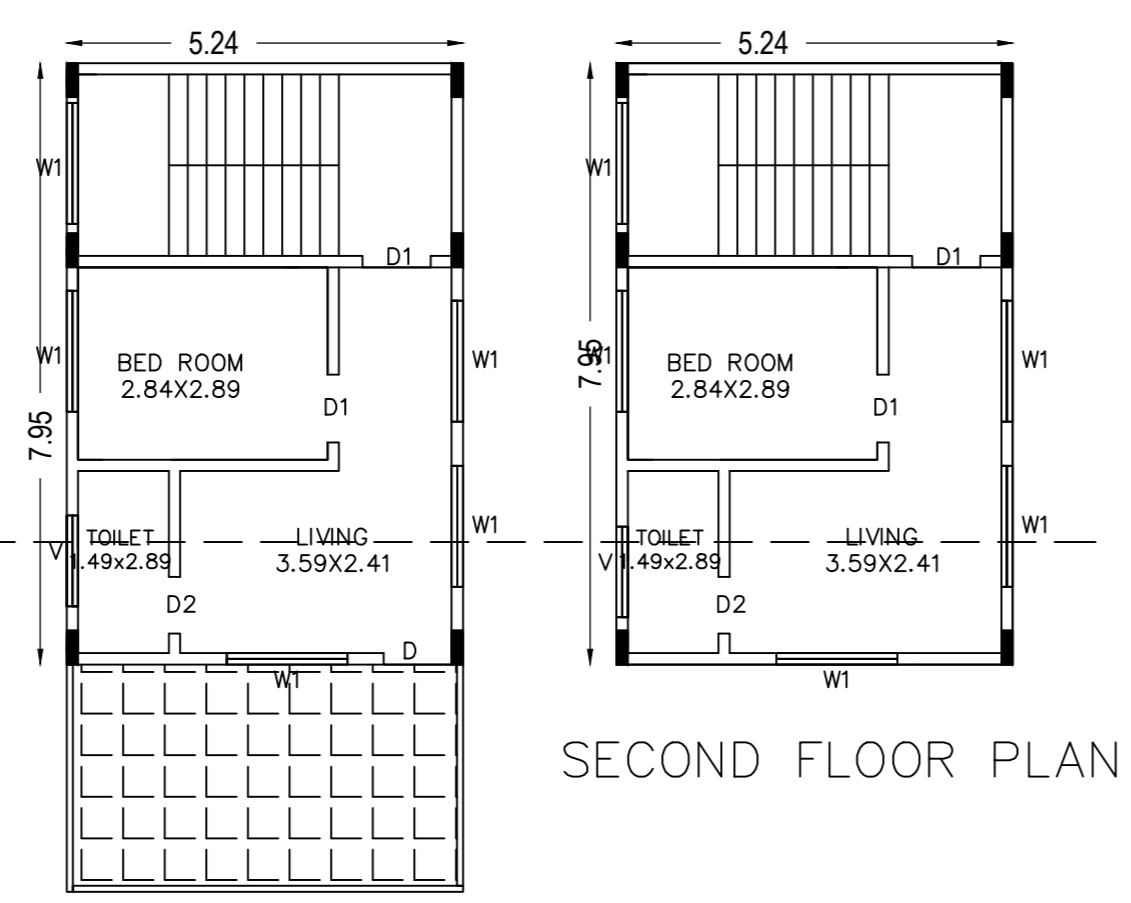 5.24
W1
D1
BED ROOM
2.84X2.89
W1
W1
D1
7.95
W1
TOILET
1.49x2.89
V
LIVING
3.59X2.41
D2
D
W1
5.24
W1
D1
BED ROOM
2.84X2.89
W1
W1
7.95
D1
W1
TOILET
1.49x2.89
V
LIVING
3.59X2.41
D2
W1
SECOND FLOOR PLAN